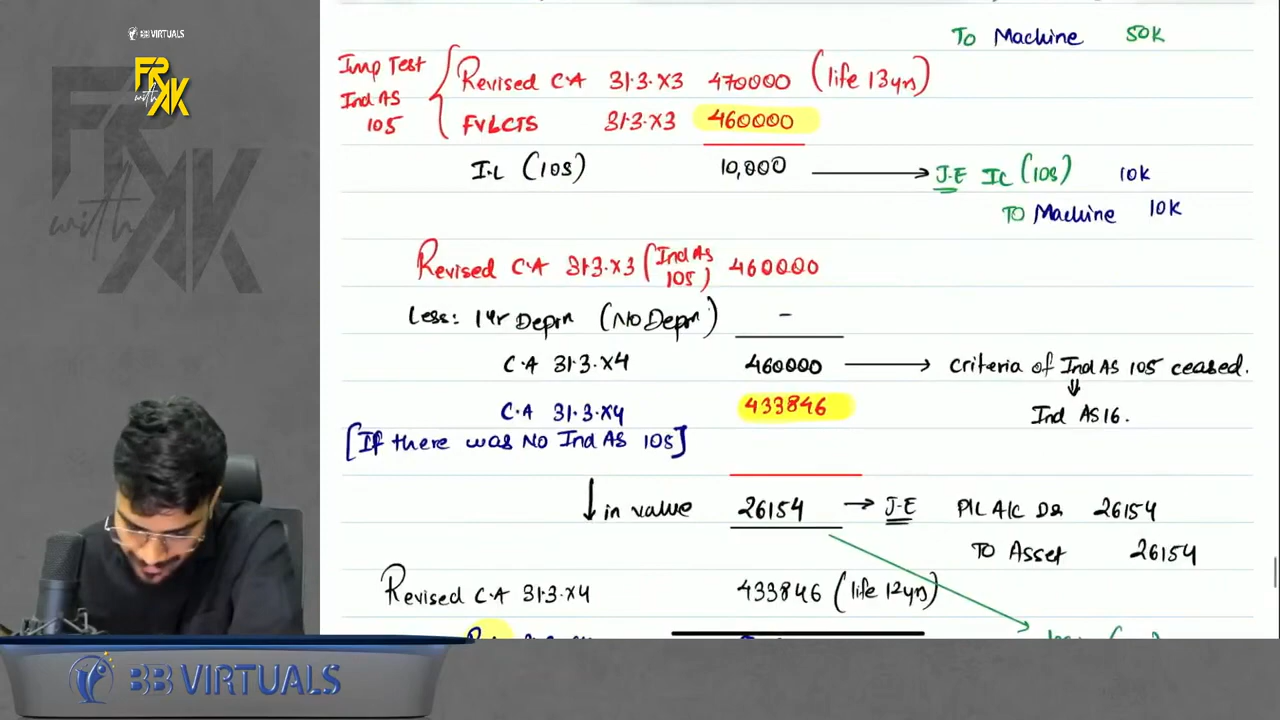 BB VIRTUALS
FR
with
AK
To Machine 50K
Imp Test
Ind AS
105
Revised C·A 31·3·X3 470000 (life 13yrs)
FVLCTS 31·3·X3 460000
I·L (105) 10,000 → J·E IL (105) 10K
TO Machine 10K
Revised C·A 31·3·X3 (Ind As 105) 460000
Less: 1Yr Deprn (No Deprn) -
C·A 31·3·X4 460000 → criteria of Ind AS 105 ceased.
C·A 31·3·X4 433846
⇓
Ind AS16.
[If there was No Ind AS 105]
↓ in value 26154 → J·E P/L A/C DR 26154
TO Asset 26154
Revised C·A 31·3·X4 433846 (life 12yrs)
BB VIRTUALS